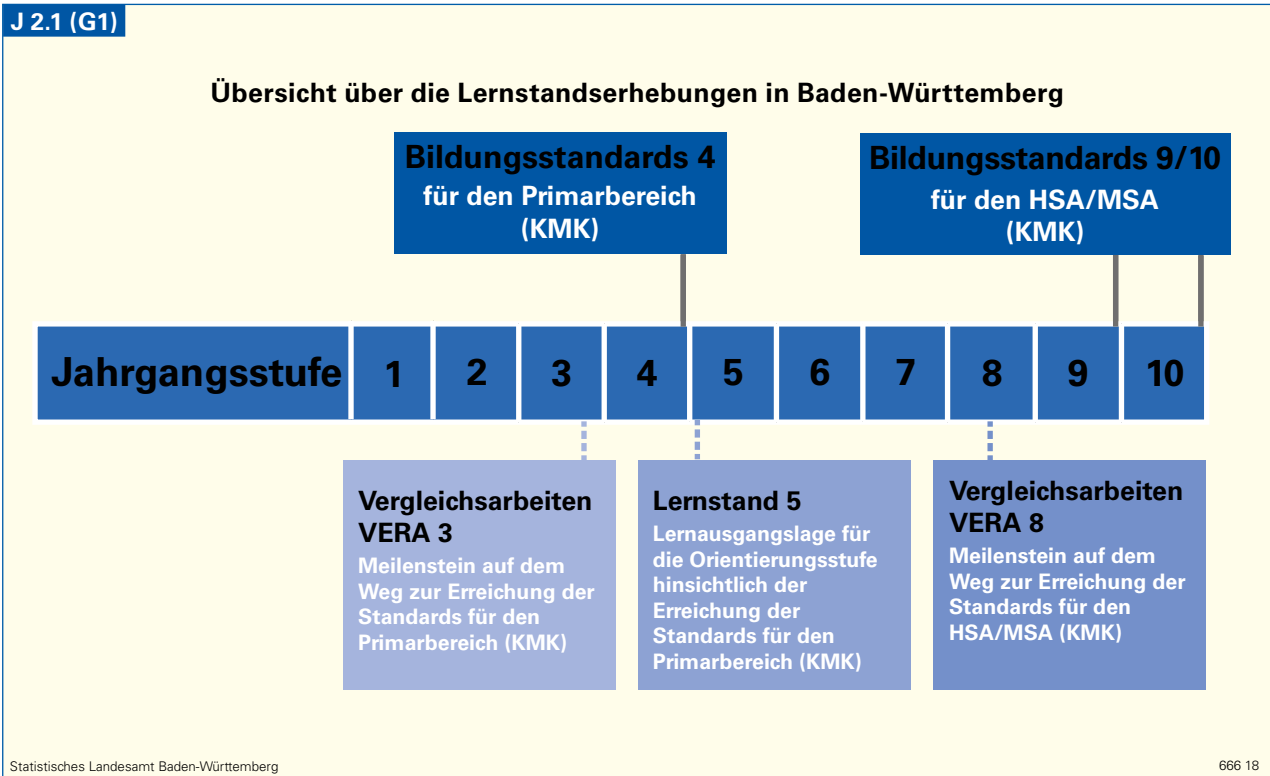 J 2.1 (G1)
Übersicht über die Lernstandserhebungen in Baden-Württemberg
Bildungsstandards 4
für den Primarbereich
(KMK)
Bildungsstandards 9/10
für den HSA/MSA
(KMK)
Jahrgangsstufe 1 2 3 4 5 6 7 8 9 10
Vergleichsarbeiten
VERA 3
Meilenstein auf dem
Weg zur Erreichung der
Standards für den
Primarbereich (KMK)
Lernstand 5
Lernausgangslage für
die Orientierungsstufe
hinsichtlich der
Erreichung der
Standards für den
Primarbereich (KMK)
Vergleichsarbeiten
VERA 8
Meilenstein auf dem
Weg zur Erreichung der
Standards für den
HSA/MSA (KMK)
Statistisches Landesamt Baden-Württemberg
666 18